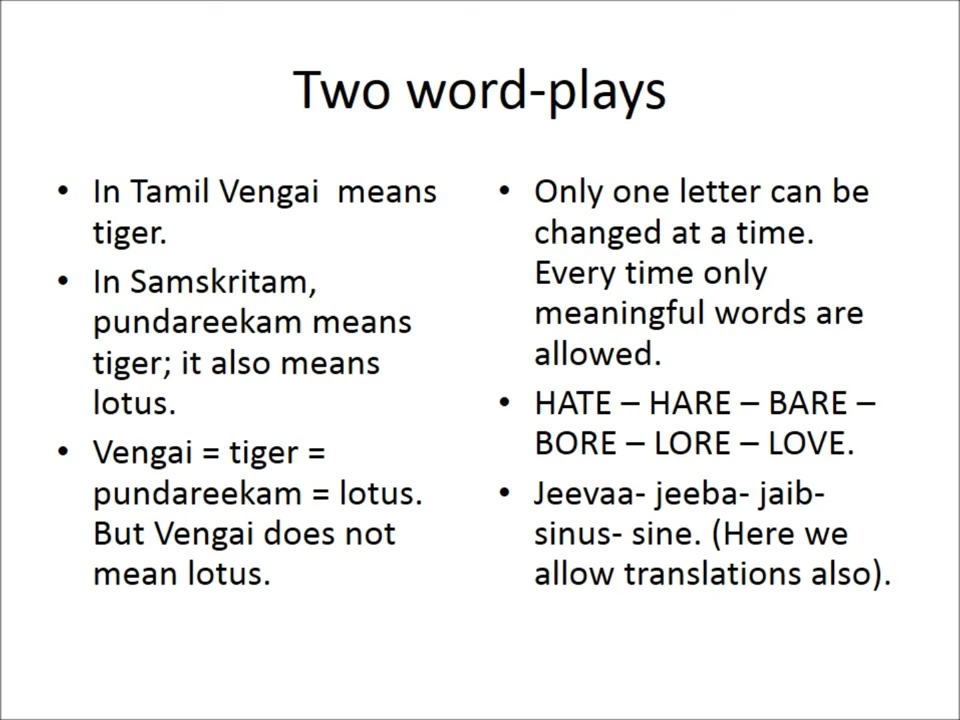 Two word-plays
• In Tamil Vengai  means
tiger.
• In Samskritam,
pundareekam means
tiger; it also means
lotus.
• Vengai = tiger =
pundareekam = lotus.
But Vengai does not
mean lotus.
• Only one letter can be
changed at a time.
Every time only
meaningful words are
allowed.
• HATE – HARE – BARE –
BORE – LORE – LOVE.
• Jeevaa- jeeba- jaib-
sinus- sine. (Here we
allow translations also).